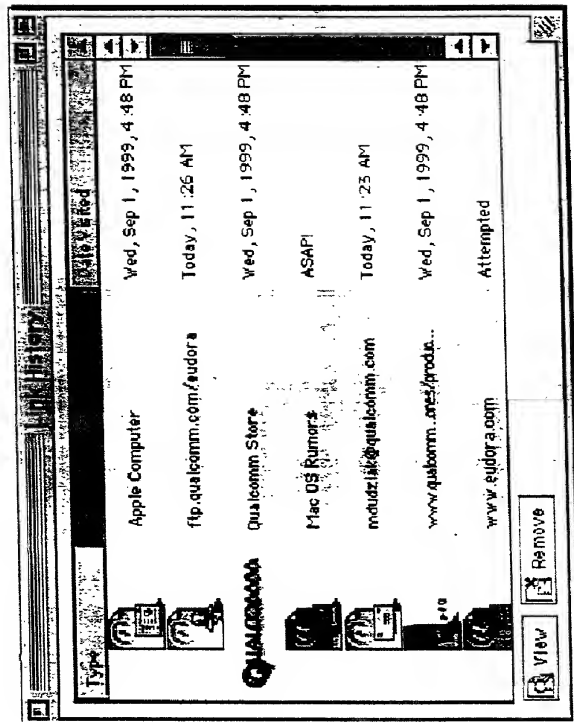 Link History
Type Date Visited
Apple Computer Wed, Sep 1, 1999, 4:48 PM
ftp.qualcomm.com/eudora Today, 11:26 AM
QUALCOMM Qualcomm Store Wed, Sep 1, 1999, 4:48 PM
Mac OS Rumors ASAP!
mdudziak@qualcomm.com Today, 11:23 AM
www.qualcomm...ones/produc... Wed, Sep 1, 1999, 4:48 PM
www.eudora.com Attempted
View Remove